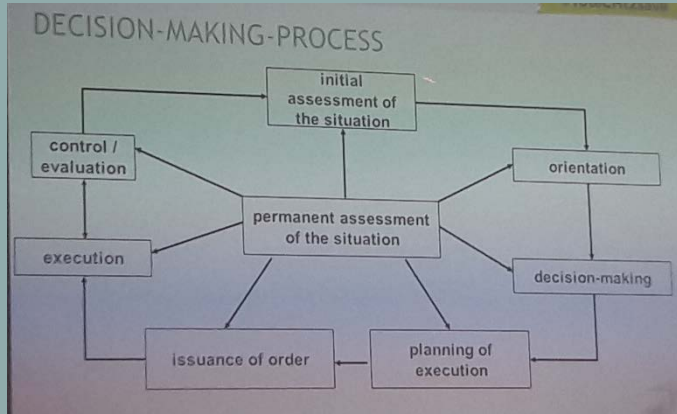 DECISION-MAKING-PROCESS
initial
assessment of
the situation
control /
evaluation
orientation
permanent assessment
of the situation
execution
decision-making
issuance of order
planning of
execution